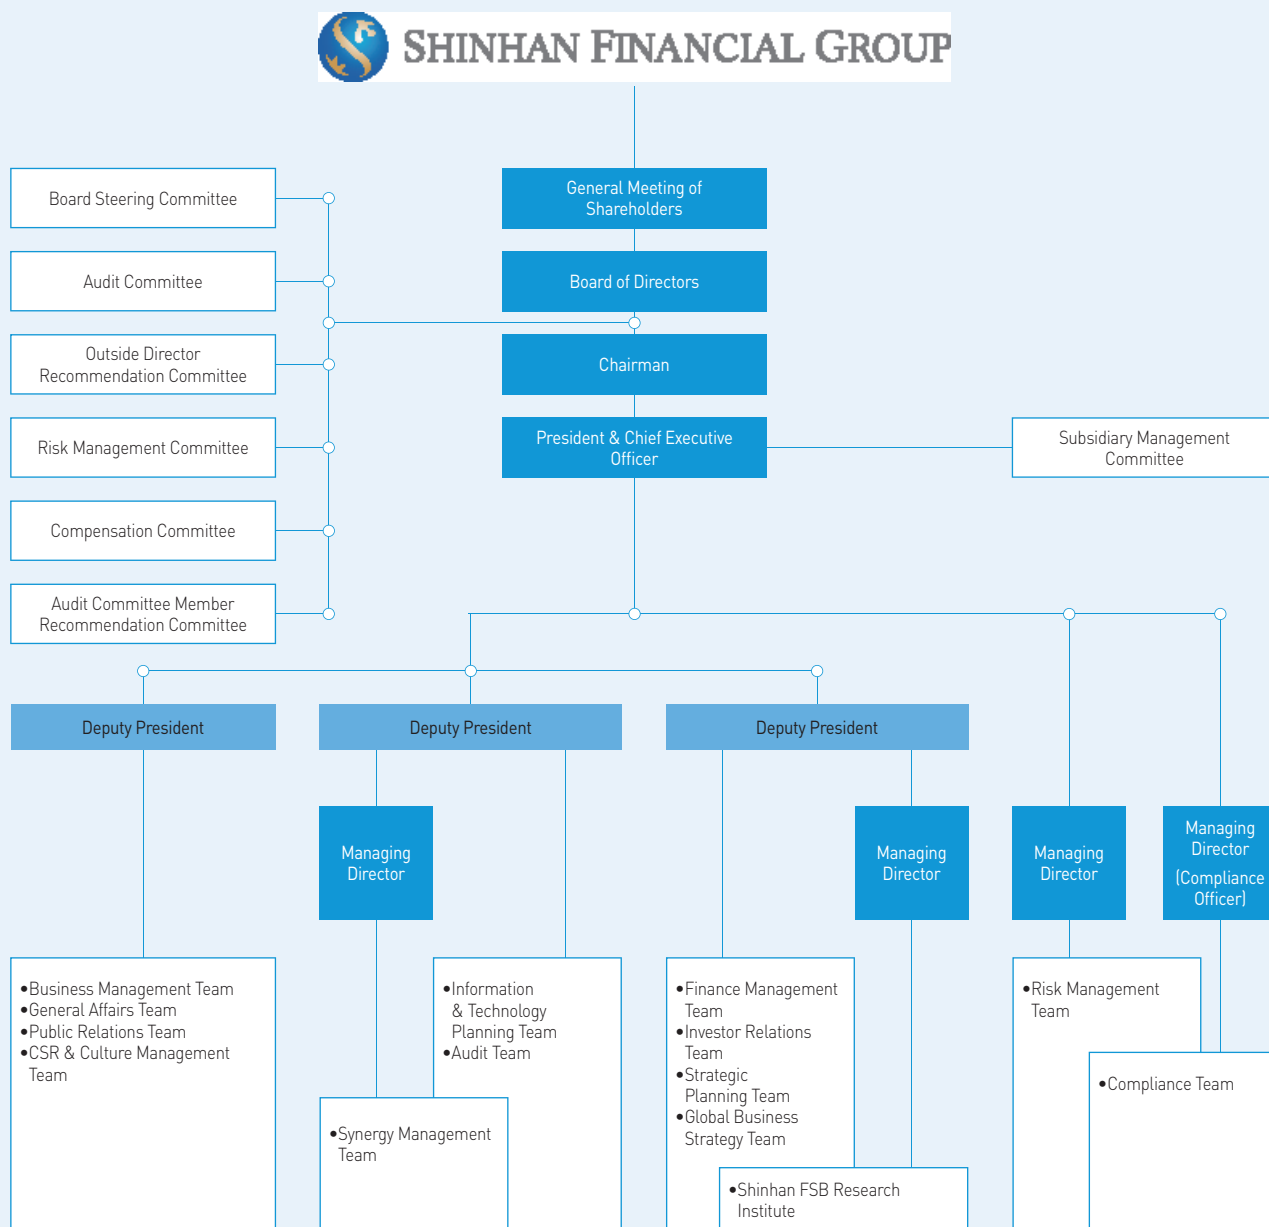 SHINHAN FINANCIAL GROUP
Board Steering Committee
Audit Committee
Outside Director
Recommendation Committee
Risk Management Committee
Compensation Committee
Audit Committee Member
Recommendation Committee
General Meeting of
Shareholders
Board of Directors
Chairman
President & Chief Executive
Officer
Subsidiary Management
Committee
Deputy President
Deputy President
Deputy President
Managing
Director
Managing
Director
Managing
Director
Managing
Director
(Compliance
Officer)
•Business Management Team
•General Affairs Team
•Public Relations Team
•CSR & Culture Management
Team
•Synergy Management
Team
•Information
& Technology
Planning Team
•Audit Team
•Finance Management
Team
•Investor Relations
Team
•Strategic
Planning Team
•Global Business
Strategy Team
•Shinhan FSB Research
Institute
•Risk Management
Team
•Compliance Team